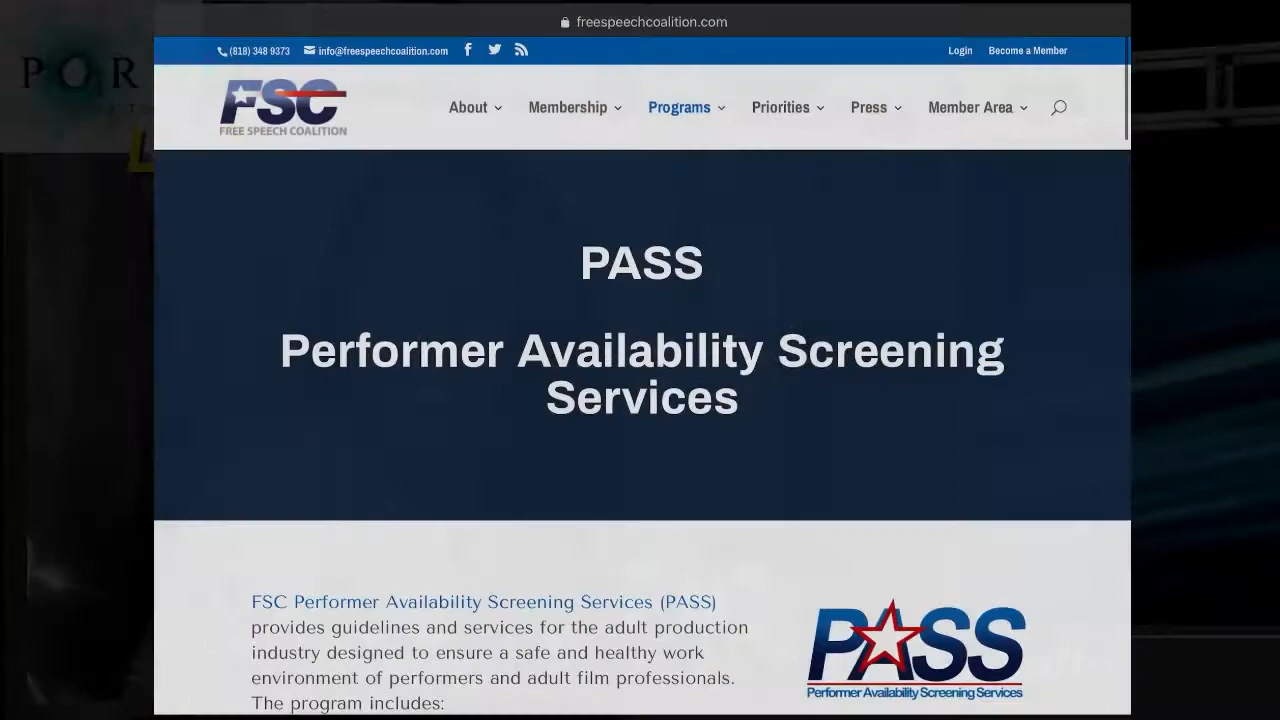 freespeechcoalition.com
(818) 348 9373 info@freespeechcoalition.com Login Become a Member
FSC
FREE SPEECH COALITION
About Membership Programs Priorities Press Member Area
POR
PASS
Performer Availability Screening
Services
FSC Performer Availability Screening Services (PASS)
provides guidelines and services for the adult production
industry designed to ensure a safe and healthy work
environment of performers and adult film professionals.
The program includes:
PASS
Performer Availability Screening Services